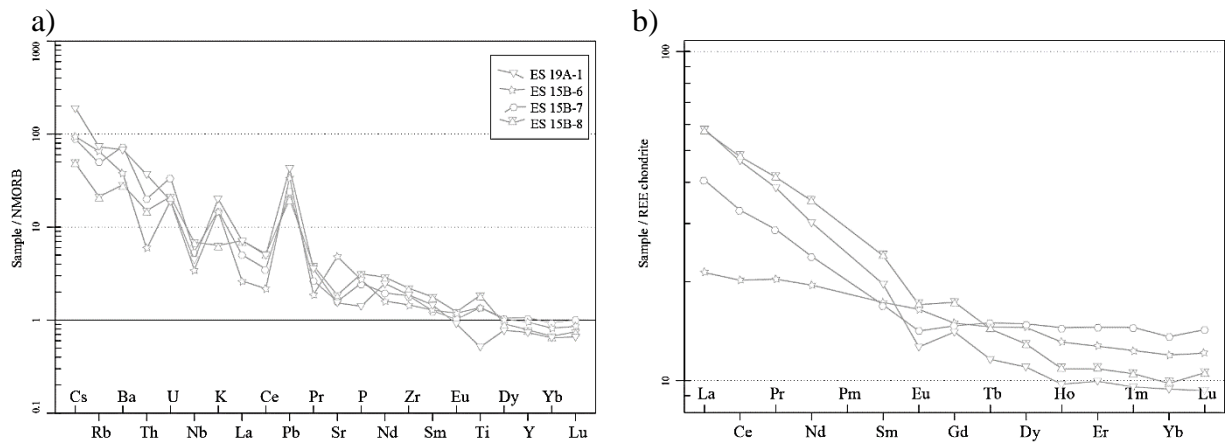 a)
1000
100
10
1
0.1
Sample / NMORB
ES 19A-1
ES 15B-6
ES 15B-7
ES 15B-8
Cs Ba U K Ce Pr P Zr Eu Dy Yb
Rb Th Nb La Pb Sr Nd Sm Ti Y Lu
b)
100
10
Sample / REE chondrite
La Pr Pm Eu Tb Ho Tm Lu
Ce Nd Sm Gd Dy Er Yb